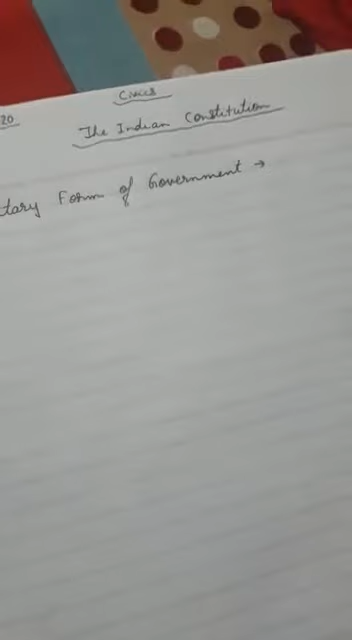 Civics
20
The Indian Constitution
tary Form of Government →